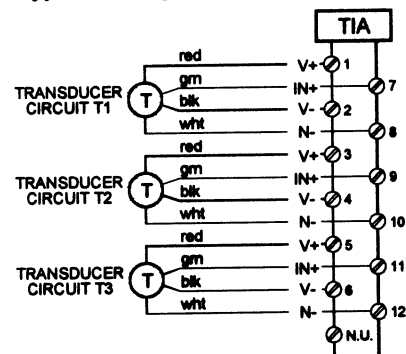 TIA
red
V+ 1
grn
IN+ 7
TRANSDUCER
CIRCUIT T1
T
blk
V- 2
wht
N- 8
red
V+ 3
grn
IN+ 9
TRANSDUCER
CIRCUIT T2
T
blk
V- 4
wht
N- 10
red
V+ 5
grn
IN+ 11
TRANSDUCER
CIRCUIT T3
T
blk
V- 6
wht
N- 12
N.U.